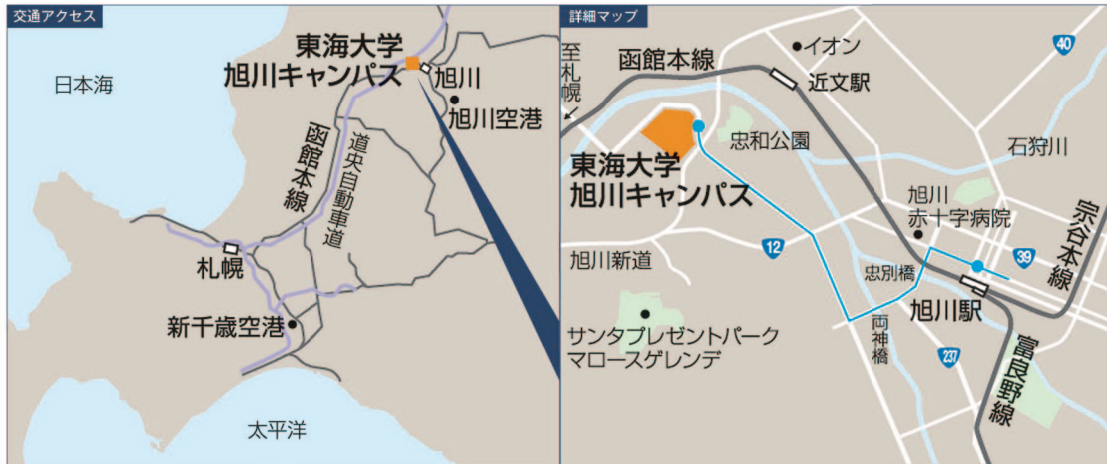 交通アクセス
東海大学
旭川キャンパス
旭川
日本海
旭川空港
函館本線
道央自動車道
札幌
新千歳空港
太平洋
詳細マップ
40
イオン
至札幌
函館本線
近文駅
忠和公園
石狩川
東海大学
旭川キャンパス
旭川
赤十字病院
宗谷本線
12
39
旭川新道
忠別橋
旭川駅
サンタプレゼントパーク
マロースゲレンデ
両神橋
237
富良野線